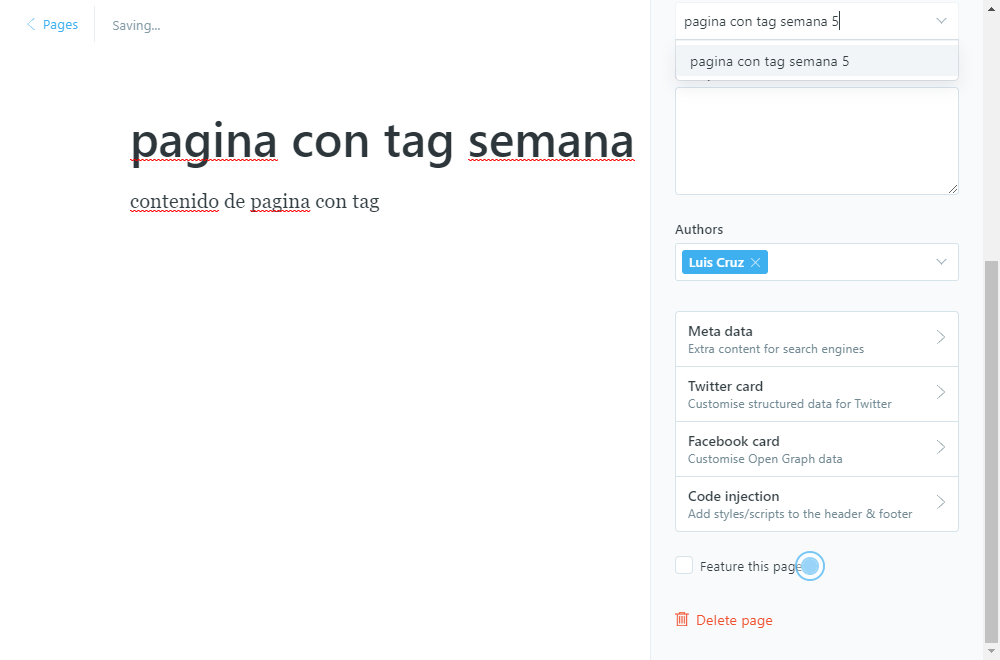 Pages
Saving...
pagina con tag semana
contenido de pagina con tag
pagina con tag semana 5
pagina con tag semana 5
Authors
Luis Cruz
Meta data
Extra content for search engines
Twitter card
Customise structured data for Twitter
Facebook card
Customise Open Graph data
Code injection
Add styles/scripts to the header & footer
Feature this page
Delete page